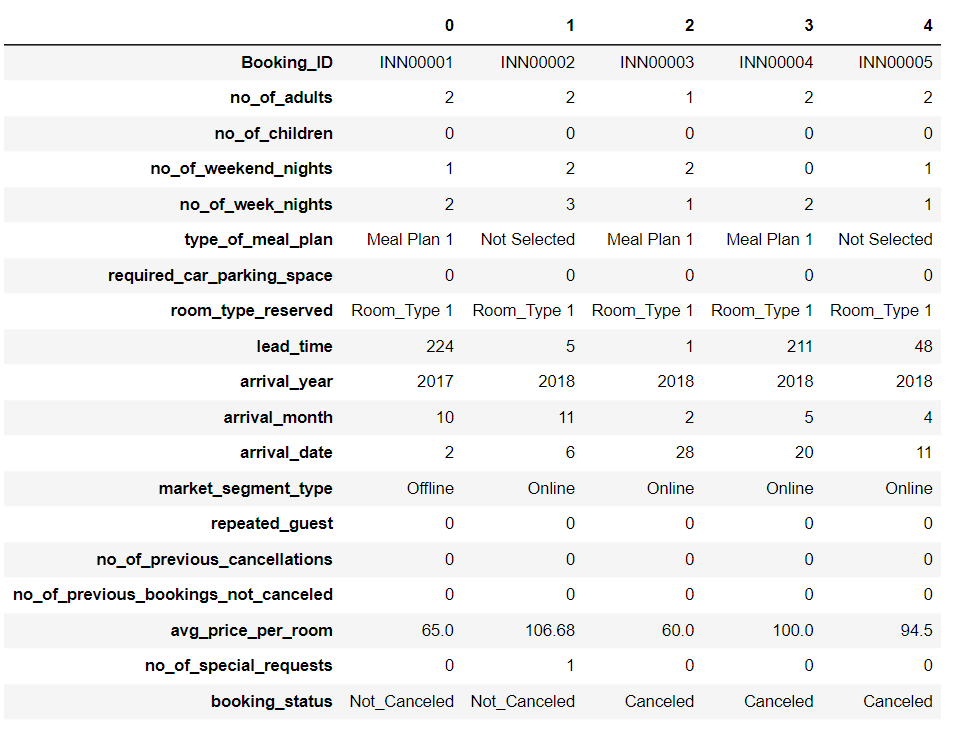 0 1 2 3 4
Booking_ID INN00001 INN00002 INN00003 INN00004 INN00005
no_of_adults 2 2 1 2 2
no_of_children 0 0 0 0 0
no_of_weekend_nights 1 2 2 0 1
no_of_week_nights 2 3 1 2 1
type_of_meal_plan Meal Plan 1 Not Selected Meal Plan 1 Meal Plan 1 Not Selected
required_car_parking_space 0 0 0 0 0
room_type_reserved Room_Type 1 Room_Type 1 Room_Type 1 Room_Type 1 Room_Type 1
lead_time 224 5 1 211 48
arrival_year 2017 2018 2018 2018 2018
arrival_month 10 11 2 5 4
arrival_date 2 6 28 20 11
market_segment_type Offline Online Online Online Online
repeated_guest 0 0 0 0 0
no_of_previous_cancellations 0 0 0 0 0
no_of_previous_bookings_not_canceled 0 0 0 0 0
avg_price_per_room 65.0 106.68 60.0 100.0 94.5
no_of_special_requests 0 1 0 0 0
booking_status Not_Canceled Not_Canceled Canceled Canceled Canceled